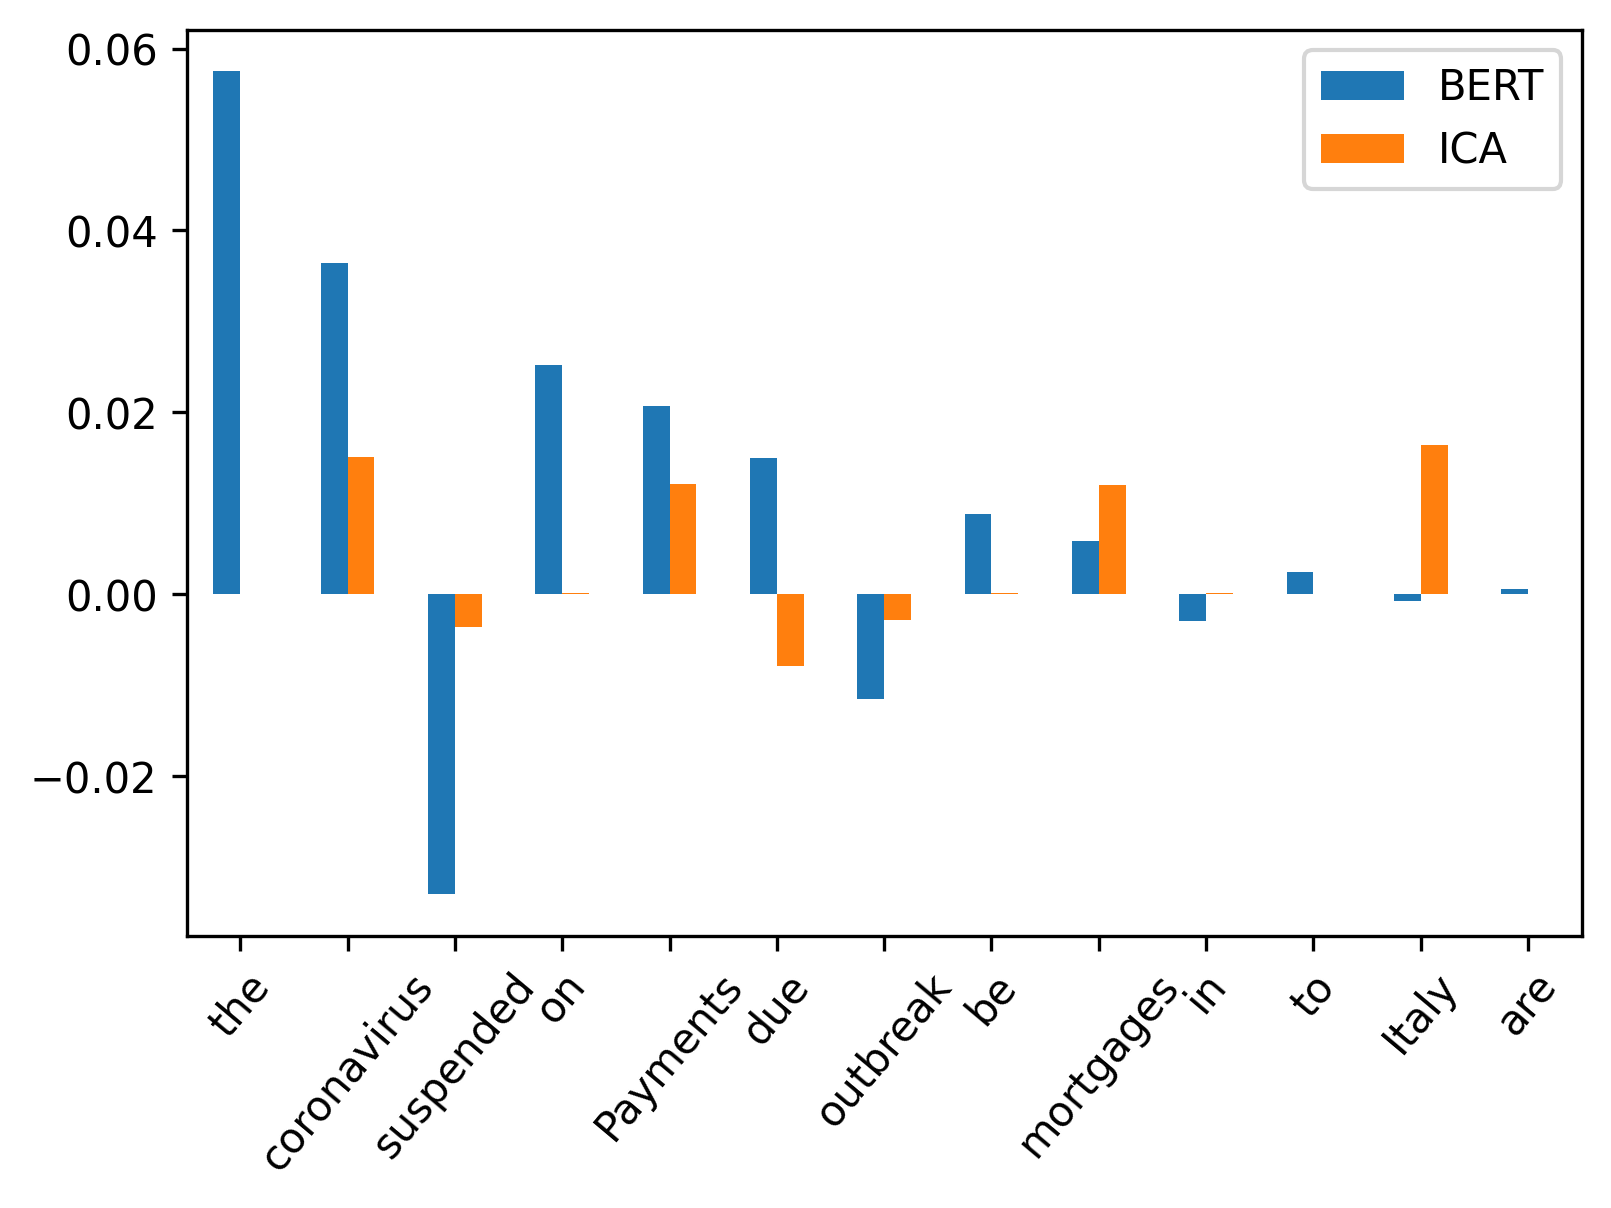 0.06
0.04
0.02
0.00
−0.02
BERT
ICA
the
coronavirus
suspended
on
Payments
due
outbreak
be
mortgages
in
to
Italy
are